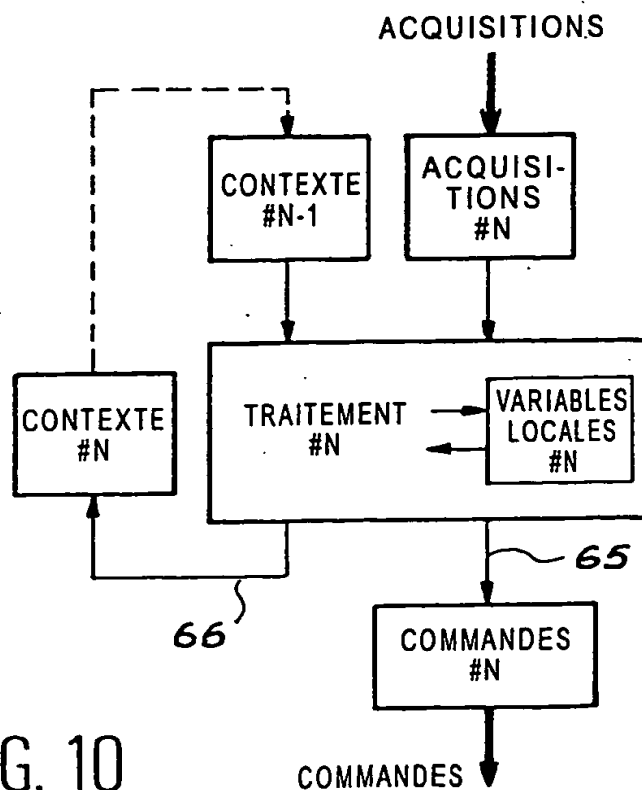 ACQUISITIONS
CONTEXTE
#N-1
ACQUISI-
TIONS
#N
CONTEXTE
#N
TRAITEMENT
#N
VARIABLES
LOCALES
#N
65
66
COMMANDES
#N
G. 10
COMMANDES